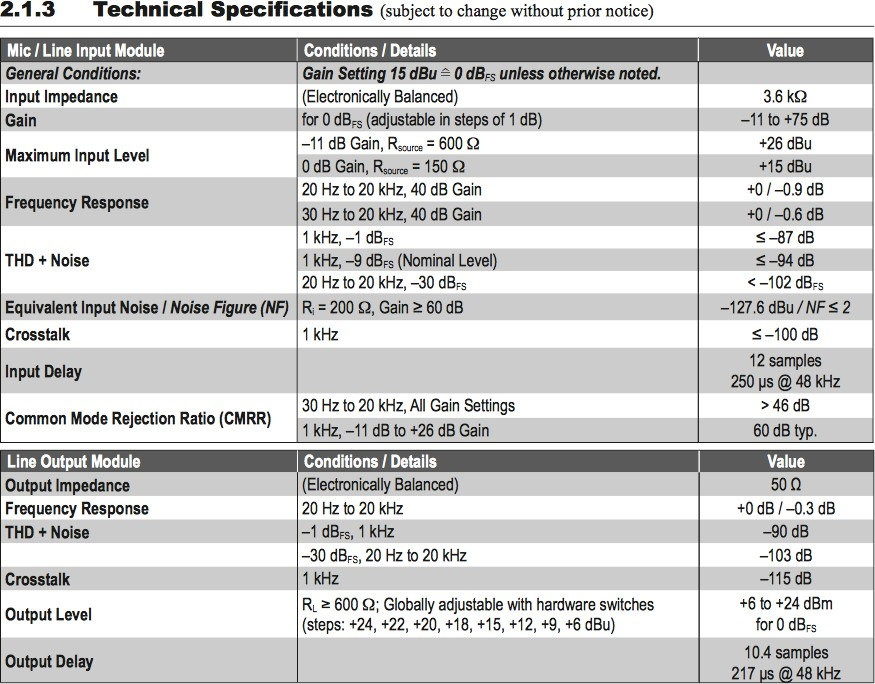 2.1.3 Technical Specifications (subject to change without prior notice)
Mic / Line Input Module Conditions / Details Value
General Conditions: Gain Setting 15 dBu ≙ 0 dBFS unless otherwise noted.
Input Impedance (Electronically Balanced) 3.6 kΩ
Gain for 0 dBFS (adjustable in steps of 1 dB) –11 to +75 dB
Maximum Input Level –11 dB Gain, Rsource = 600 Ω +26 dBu
0 dB Gain, Rsource = 150 Ω +15 dBu
Frequency Response 20 Hz to 20 kHz, 40 dB Gain +0 / –0.9 dB
30 Hz to 20 kHz, 40 dB Gain +0 / –0.6 dB
THD + Noise 1 kHz, –1 dBFS ≤ –87 dB
1 kHz, –9 dBFS (Nominal Level) ≤ –94 dB
20 Hz to 20 kHz, –30 dBFS < –102 dBFS
Equivalent Input Noise / Noise Figure (NF) Ri = 200 Ω, Gain ≥ 60 dB –127.6 dBu / NF ≤ 2
Crosstalk 1 kHz ≤ –100 dB
Input Delay 12 samples
250 µs @ 48 kHz
Common Mode Rejection Ratio (CMRR) 30 Hz to 20 kHz, All Gain Settings > 46 dB
1 kHz, –11 dB to +26 dB Gain 60 dB typ.
Line Output Module Conditions / Details Value
Output Impedance (Electronically Balanced) 50 Ω
Frequency Response 20 Hz to 20 kHz +0 dB / –0.3 dB
THD + Noise –1 dBFS, 1 kHz –90 dB
–30 dBFS, 20 Hz to 20 kHz –103 dB
Crosstalk 1 kHz –115 dB
Output Level RL ≥ 600 Ω; Globally adjustable with hardware switches +6 to +24 dBm
(steps: +24, +22, +20, +18, +15, +12, +9, +6 dBu) for 0 dBFS
Output Delay 10.4 samples
217 µs @ 48 kHz